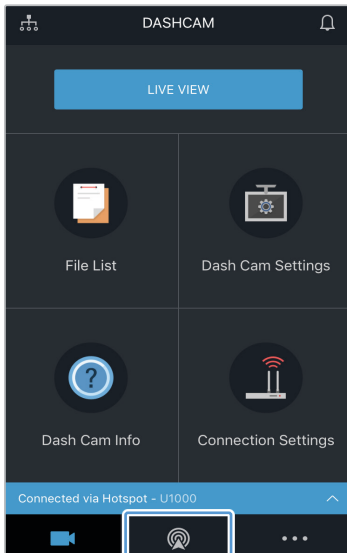 DASHCAM
LIVE VIEW
File List
Dash Cam Settings
?
Dash Cam Info
Connection Settings
Connected via Hotspot - U1000